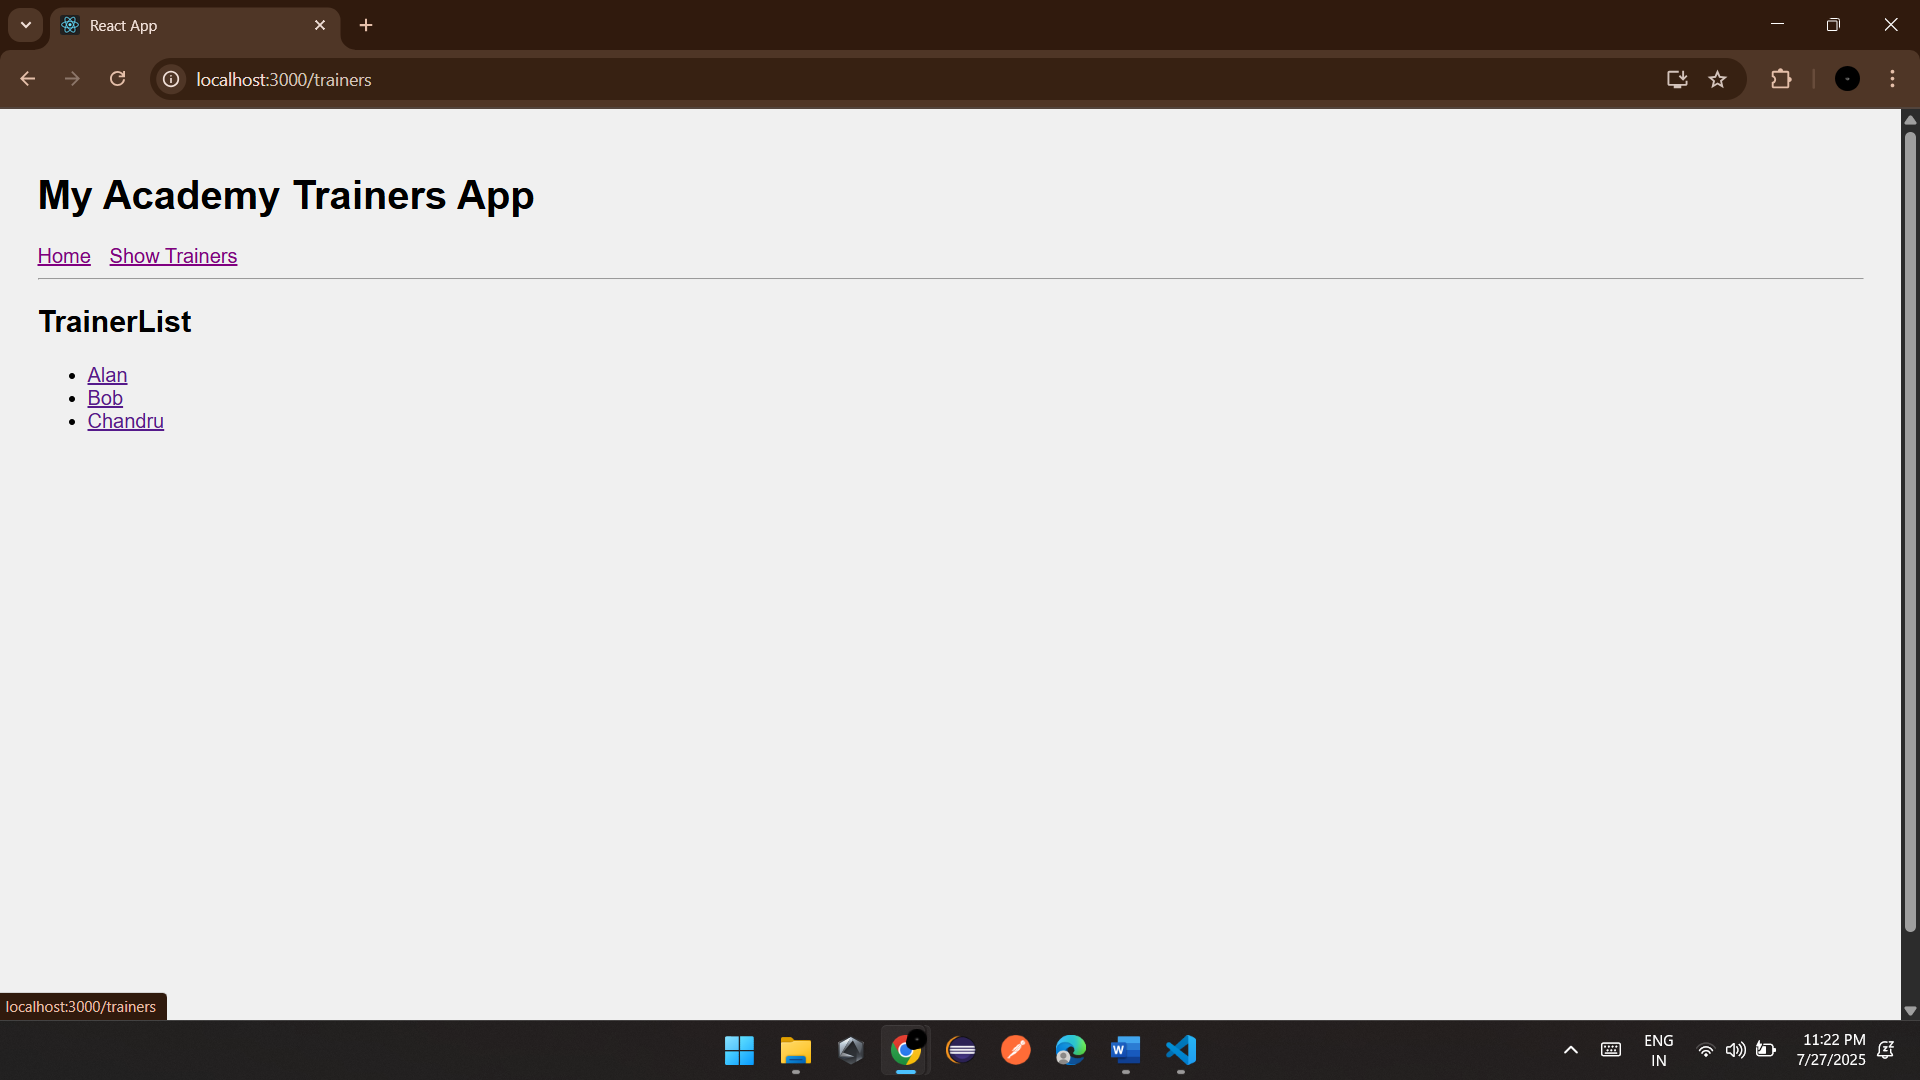 React App
localhost:3000/trainers
My Academy Trainers App
Home Show Trainers
TrainerList
Alan
Bob
Chandru
localhost:3000/trainers
W
ENG
IN
11:22 PM
7/27/2025